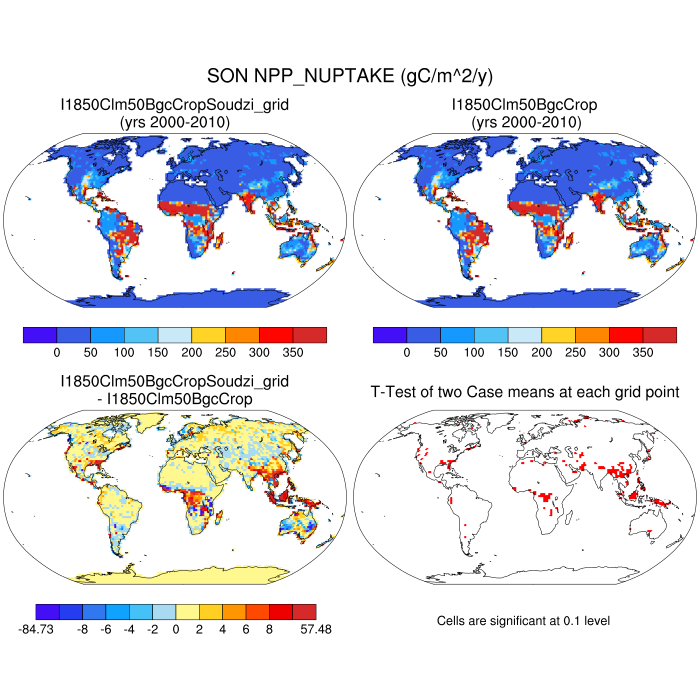 SON NPP_NUPTAKE (gC/m^2/y)
I1850Clm50BgcCropSoudzi_grid
(yrs 2000-2010)
I1850Clm50BgcCrop
(yrs 2000-2010)
0 50 100 150 200 250 300 350
0 50 100 150 200 250 300 350
I1850Clm50BgcCropSoudzi_grid
- I1850Clm50BgcCrop
T-Test of two Case means at each grid point
-84.73 -8 -6 -4 -2 0 2 4 6 8 57.48
Cells are significant at 0.1 level